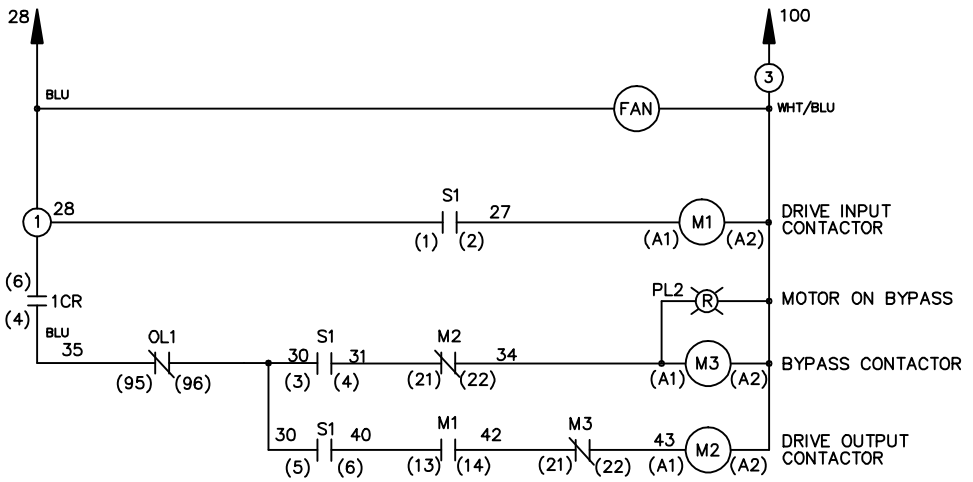 28
100
3
BLU
FAN
WHT/BLU
S1
1
28
27
M1
DRIVE INPUT
CONTACTOR
(1)
(2)
(A1)
(A2)
(6)
1CR
(4)
PL2
R
MOTOR ON BYPASS
BLU
35
OL1
(95)
(96)
30
S1
31
(3)
(4)
M2
(21)
(22)
34
M3
(A1)
(A2)
BYPASS CONTACTOR
30
S1
40
(5)
(6)
M1
(13)
(14)
42
M3
(21)
(22)
43
M2
(A1)
(A2)
DRIVE OUTPUT
CONTACTOR